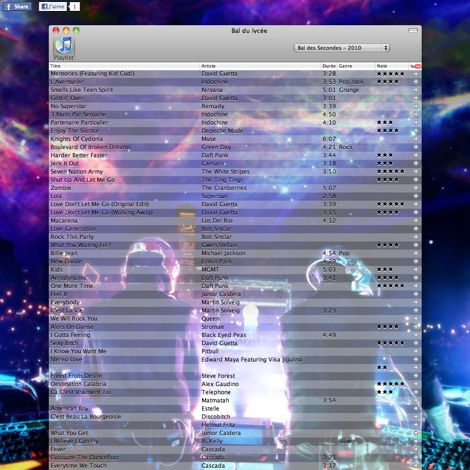 Share J'aime 1
Bal du lycée
Playlist
Bal des Secondes - 2010
Titre Artiste Durée Genre Note
Memories (Featuring Kid Cudi) David Guetta 3:28
L'Aventurier Indochine 3:53 Pop rock
Smells Like Teen Spirit Nirvana 5:01 Grunge
Gettin' Over David Guetta 3:01
No Superstar Remady 3:39
3 Nuits Par Semaine Indochine 4:50
Partenaire Particulier Indochine 4:10
Enjoy The Silence Depeche Mode
Knights Of Cydonia Muse 6:07
Boulevard Of Broken Dreams Green Day 4:21 Rock
Harder Better Faster Daft Punk 3:44
Jerk It Out Caesars 3:18
Seven Nation Army The White Stripes 3:50
Shut Up And Let Me Go The Ting Tings
Zombie The Cranberries 5:07
Lola Superbus 2:58
Love Don't Let Me Go (Original Edit) David Guetta 3:39
Love Don't Let Me Go (Walking Away) David Guetta 3:15
Macarena Los Del Rio 4:12
Love Generation Bob Sinclar
Rock This Party Bob Sinclar
What You Waiting For? Gwen Stefani
Billie Jean Michael Jackson 4:54 Pop
New Divide Linkin Park
Kids MGMT 5:03
Aerodynamic Daft Punk 3:41
One More Time Daft Punk
Feel It Junior Caldera
Everybody Martin Solveig
C'est La Vie Martin Solveig 3:23
We Will Rock You Queen
Alors On Danse Stromae
I Gotta Feeling Black Eyed Peas 4:49
Sexy Bitch David Guetta
I Know You Want Me Pitbull
Stereo Love Edward Maya Featuring Vika Jigulina
Steve Forest
Destination Calabria Alex Gaudino
Ça C'est Vraiment Toi Telephone
Matmatah 3:54
American Boy Estelle
C'est Beau La Bourgeoisie Discobitch
Helmut Fritz
What You Get Junior Caldera
I Believe I Can Fly R. Kelly
Fever Cascada
Evacuate The Dancefloor Cascada 3:21
Everytime We Touch Cascada 3:17